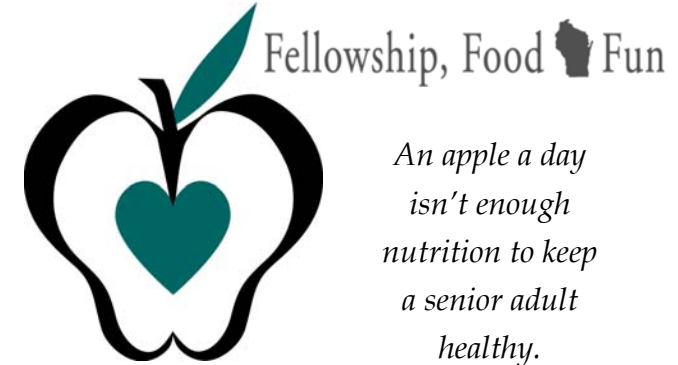 Fellowship, Food Fun
An apple a day
isn’t enough
nutrition to keep
a senior adult
healthy.